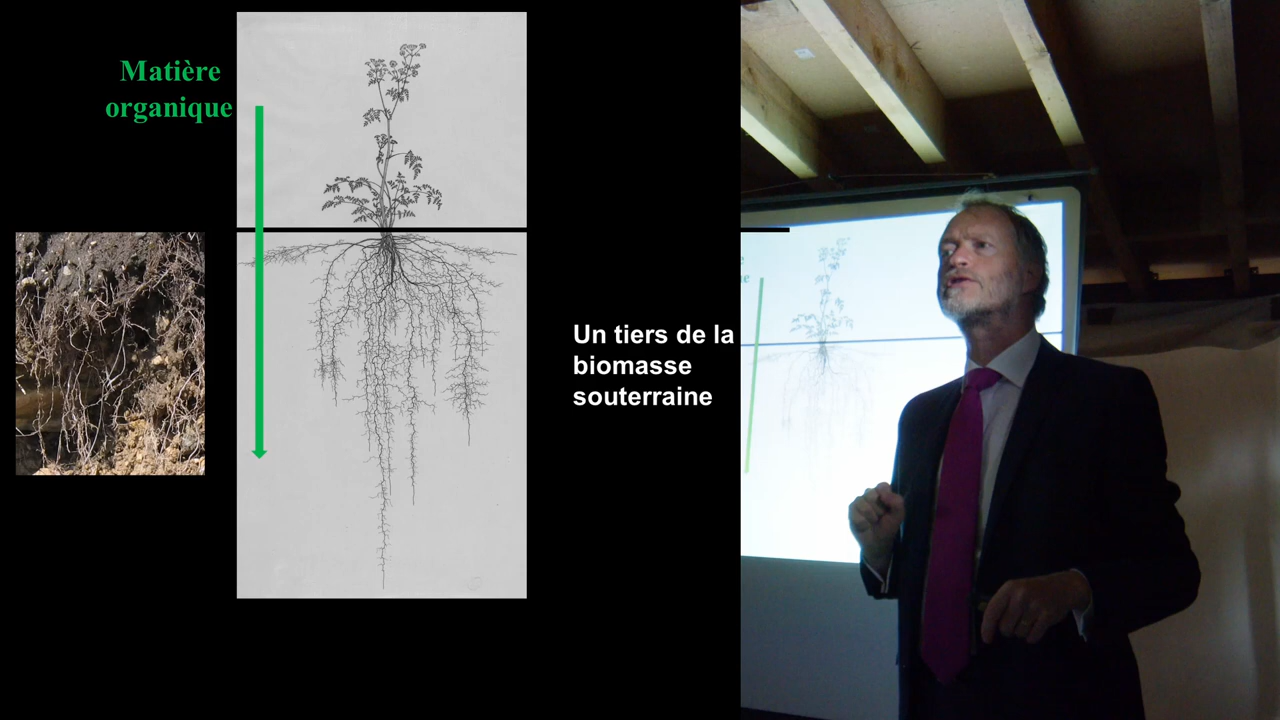 Matière
organique
Un tiers de la
biomasse
souterraine